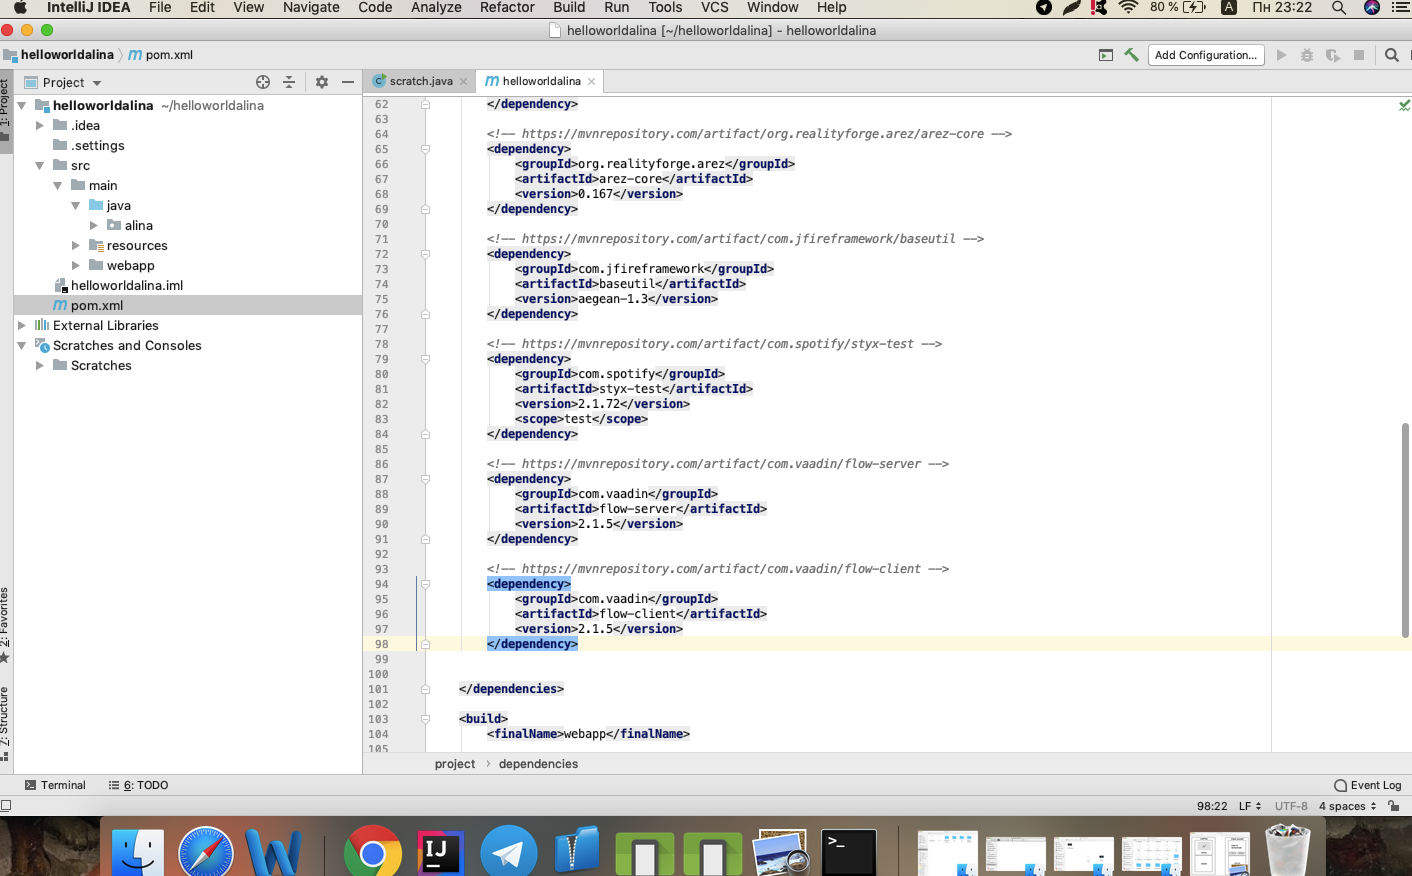 IntelliJ IDEA File Edit View Navigate Code Analyze Refactor Build Run Tools VCS Window Help 80 % A Пн 23:22
helloworldalina [~/helloworldalina] - helloworldalina
helloworldalina pom.xml Add Configuration...
Project scratch.java helloworldalina
1: Project
helloworldalina ~/helloworldalina
.idea
.settings
src
main
java
alina
resources
webapp
helloworldalina.iml
pom.xml
External Libraries
Scratches and Consoles
Scratches
2: Favorites
7: Structure
62 </dependency>
63
64 <!-- https://mvnrepository.com/artifact/org.realityforge.arez/arez-core -->
65 <dependency>
66 <groupId>org.realityforge.arez</groupId>
67 <artifactId>arez-core</artifactId>
68 <version>0.167</version>
69 </dependency>
70
71 <!-- https://mvnrepository.com/artifact/com.jfireframework/baseutil -->
72 <dependency>
73 <groupId>com.jfireframework</groupId>
74 <artifactId>baseutil</artifactId>
75 <version>aegean-1.3</version>
76 </dependency>
77
78 <!-- https://mvnrepository.com/artifact/com.spotify/styx-test -->
79 <dependency>
80 <groupId>com.spotify</groupId>
81 <artifactId>styx-test</artifactId>
82 <version>2.1.72</version>
83 <scope>test</scope>
84 </dependency>
85
86 <!-- https://mvnrepository.com/artifact/com.vaadin/flow-server -->
87 <dependency>
88 <groupId>com.vaadin</groupId>
89 <artifactId>flow-server</artifactId>
90 <version>2.1.5</version>
91 </dependency>
92
93 <!-- https://mvnrepository.com/artifact/com.vaadin/flow-client -->
94 <dependency>
95 <groupId>com.vaadin</groupId>
96 <artifactId>flow-client</artifactId>
97 <version>2.1.5</version>
98 </dependency>
99
100
101 </dependencies>
102
103 <build>
104 <finalName>webapp</finalName>
105
project › dependencies
Terminal 6: TODO Event Log
98:22 LF UTF-8 4 spaces
IJ
>_